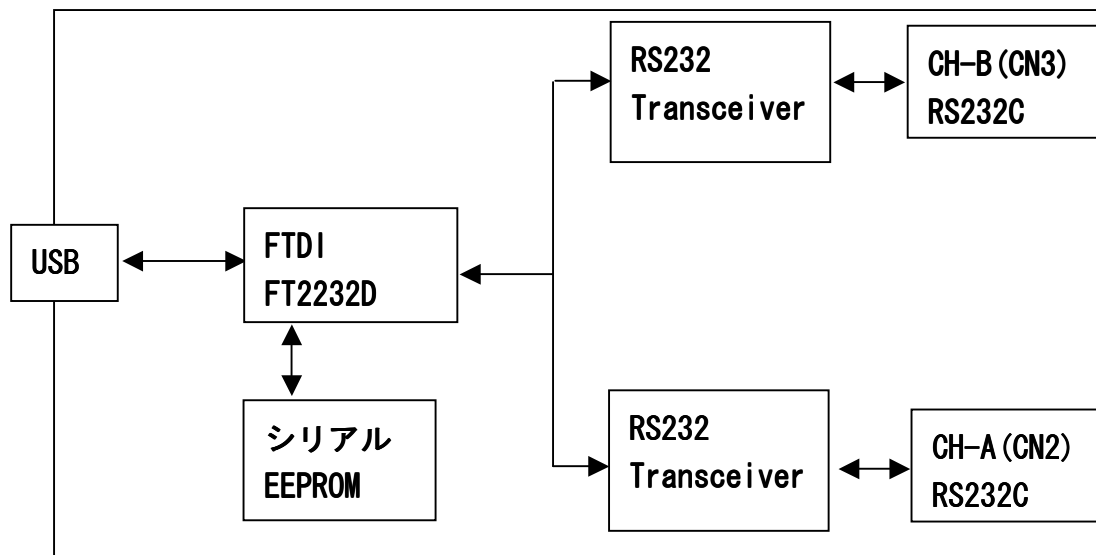 RS232
Transceiver
CH-B(CN3)
RS232C
USB
FTDI
FT2232D
シリアル
EEPROM
RS232
Transceiver
CH-A(CN2)
RS232C